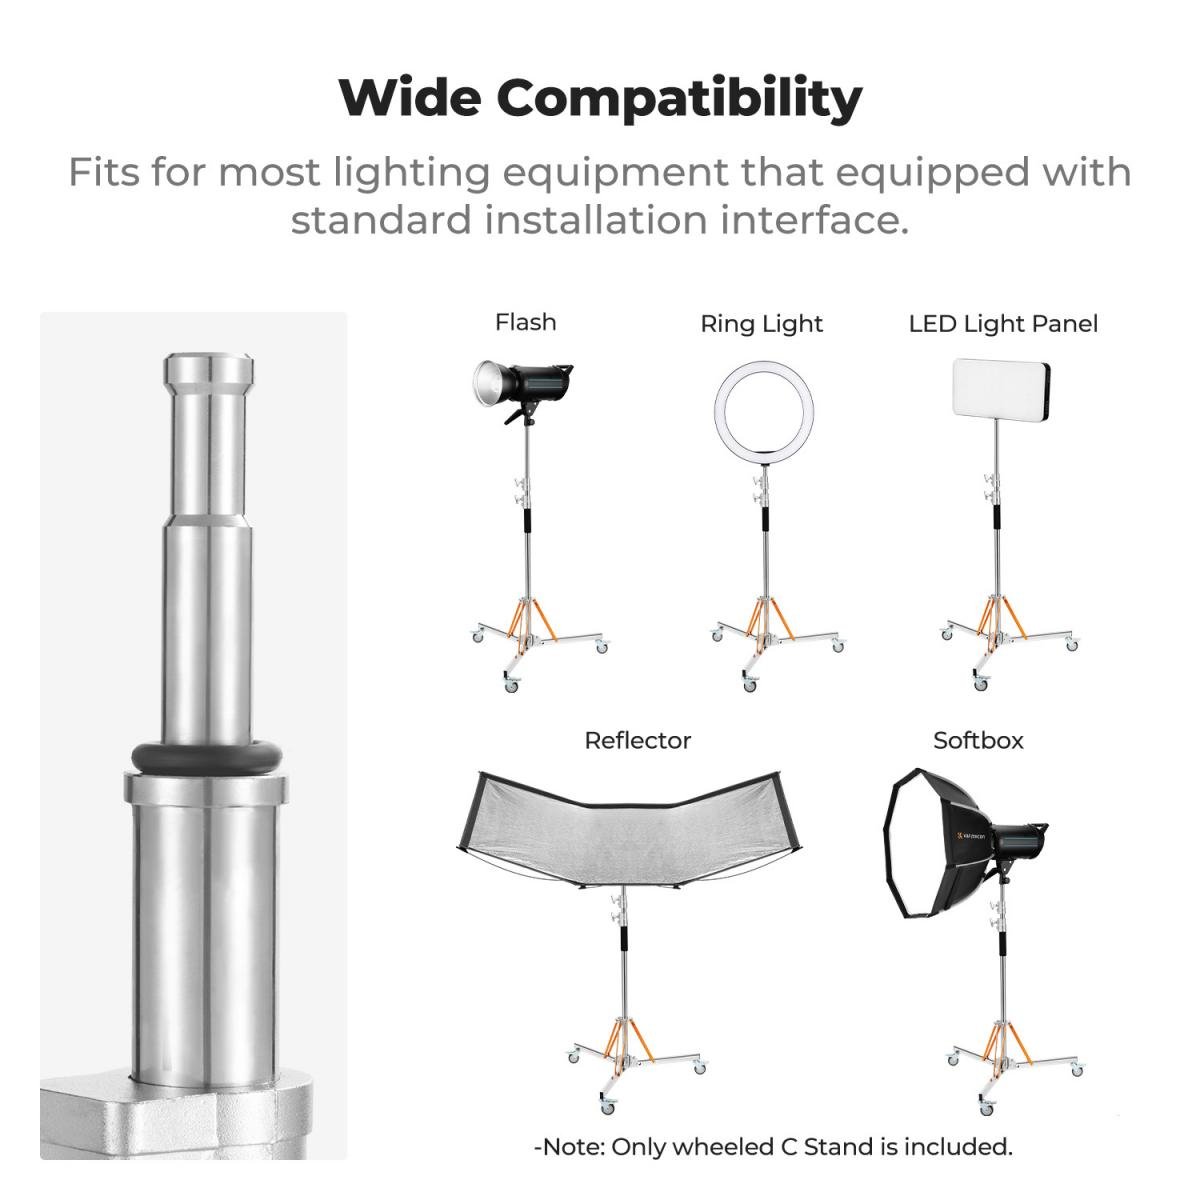 Wide Compatibility
Fits for most lighting equipment that equipped with
standard installation interface.
Flash
Ring Light
LED Light Panel
Reflector
Softbox
K&F CONCEPT
-Note: Only wheeled C Stand is included.